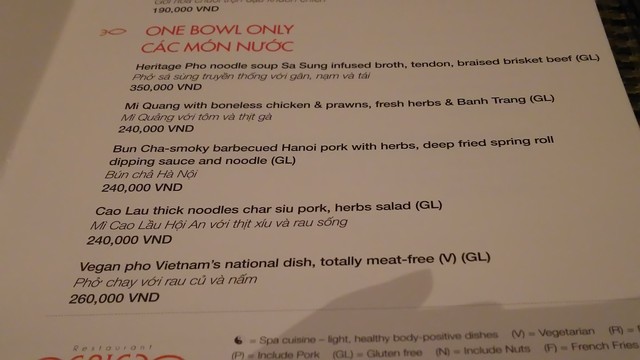 190,000 VND
ONE BOWL ONLY
CÁC MÓN NƯỚC
Heritage Pho noodle soup Sa Sung infused broth, tendon, braised brisket beef (GL)
Phở sá sùng truyền thống với gân, nạm và tái
350,000 VND
Mi Quang with boneless chicken & prawns, fresh herbs & Banh Trang (GL)
Mì Quảng với tôm và thịt gà
240,000 VND
Bun Cha-smoky barbecued Hanoi pork with herbs, deep fried spring roll
dipping sauce and noodle (GL)
Bún chả Hà Nội
240,000 VND
Cao Lau thick noodles char siu pork, herbs salad (GL)
Mì Cao Lầu Hội An với thịt xíu và rau sống
240,000 VND
Vegan pho Vietnam's national dish, totally meat-free (V) (GL)
Phở chay với rau củ và nấm
260,000 VND
Restaurant
= Spa cuisine – light, healthy body-positive dishes (V) = Vegetarian (R) =
(P) = Include Pork (GL) = Gluten free (N) = Include Nuts (F) = French Fries